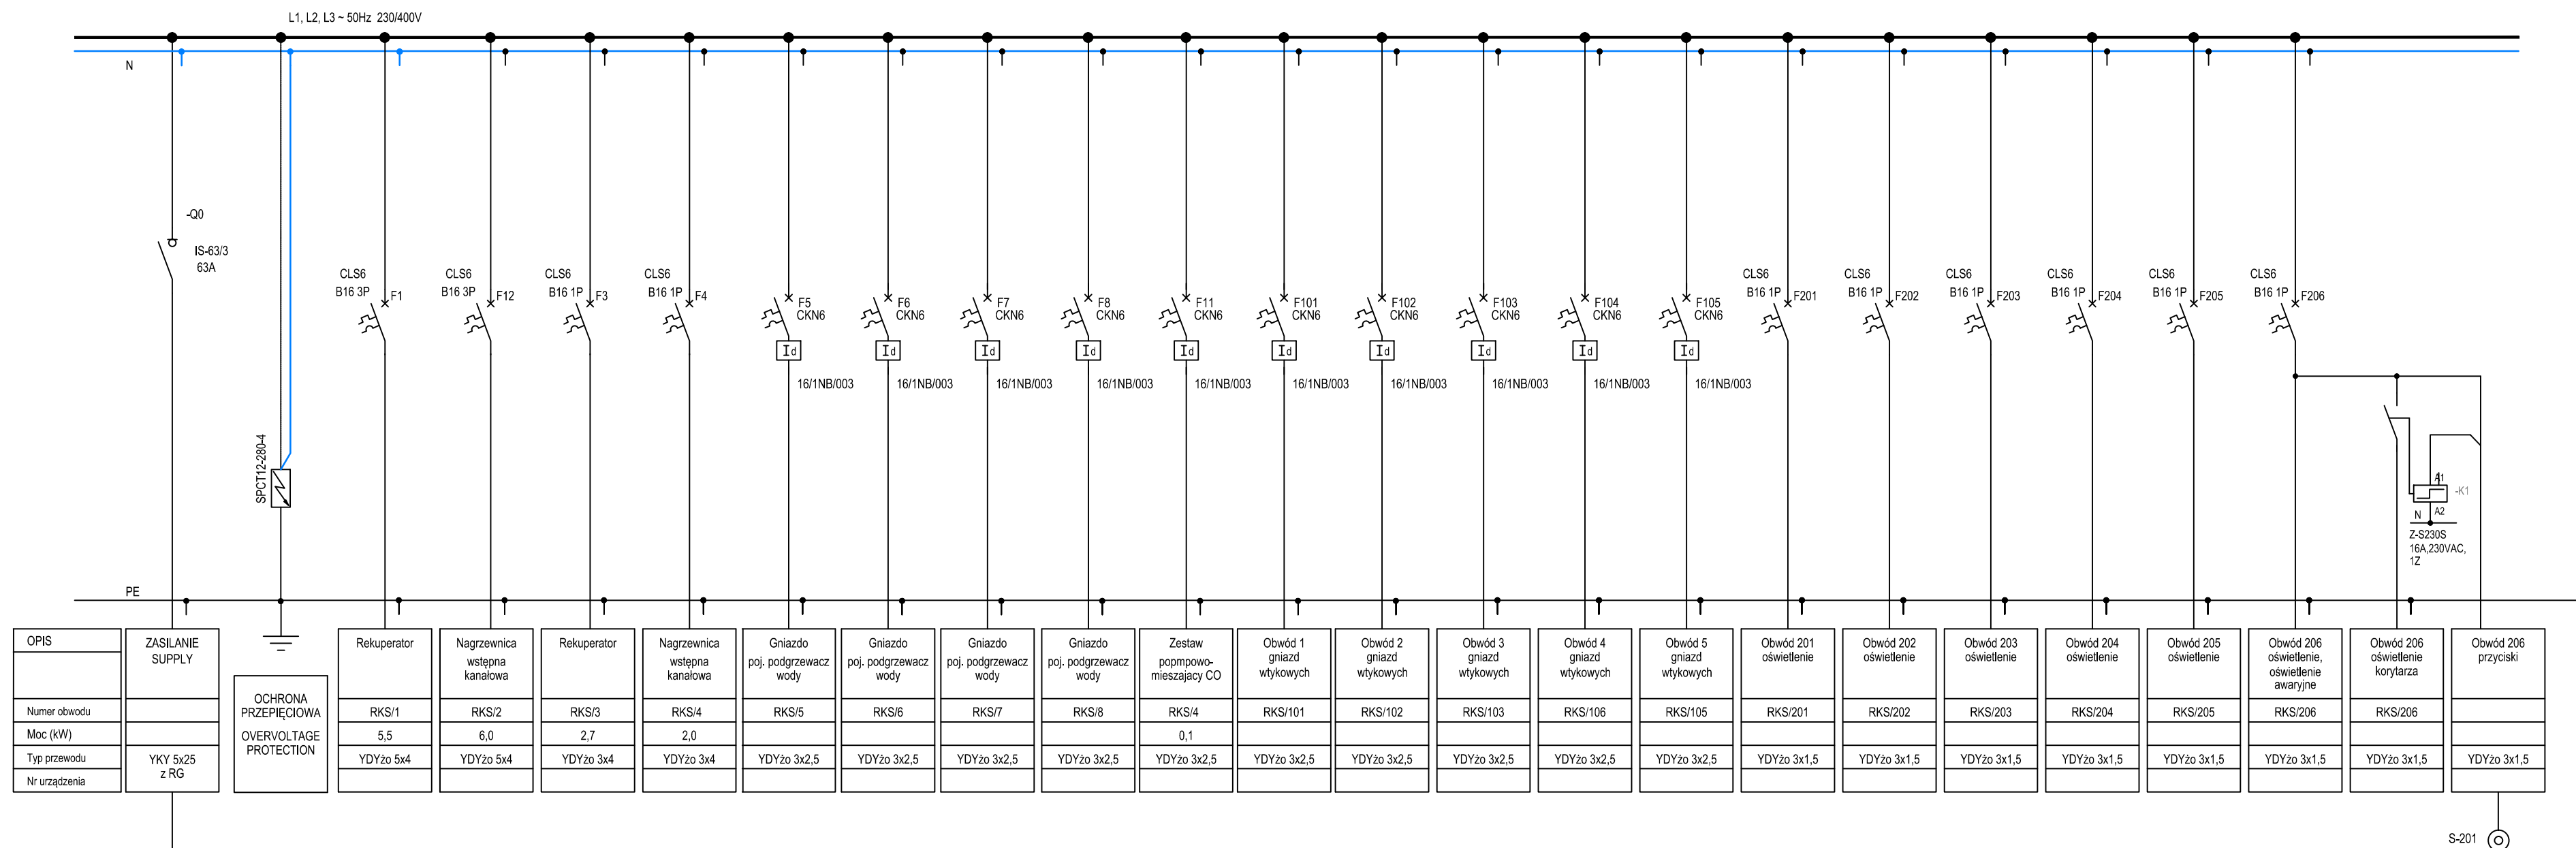 L1, L2, L3 ~ 50Hz 230/400V
N
-Q0
IS-63/3
63A
SPCT12-280-4
CLS6
B16 3P
F1
CLS6
B16 3P
F12
CLS6
B16 1P
F3
CLS6
B16 1P
F4
F5
CKN6
Id
16/1NB/003
F6
CKN6
Id
16/1NB/003
F7
CKN6
Id
16/1NB/003
F8
CKN6
Id
16/1NB/003
F11
CKN6
Id
16/1NB/003
F101
CKN6
Id
16/1NB/003
F102
CKN6
Id
16/1NB/003
F103
CKN6
Id
16/1NB/003
F104
CKN6
Id
16/1NB/003
F105
CKN6
Id
16/1NB/003
CLS6
B16 1P
F201
CLS6
B16 1P
F202
CLS6
B16 1P
F203
CLS6
B16 1P
F204
CLS6
B16 1P
F205
CLS6
B16 1P
F206
A1
-K1
A2
N
Z-S230S
16A,230VAC,
1Z
PE
OPIS
Numer obwodu
Moc (kW)
Typ przewodu
Nr urządzenia
ZASILANIE
SUPPLY
YKY 5x25
z RG
OCHRONA
PRZEPIĘCIOWA
OVERVOLTAGE
PROTECTION
Rekuperator
RKS/1
5,5
YDYżo 5x4
Nagrzewnica
wstępna
kanałowa
RKS/2
6,0
YDYżo 5x4
Rekuperator
RKS/3
2,7
YDYżo 3x4
Nagrzewnica
wstępna
kanałowa
RKS/4
2,0
YDYżo 3x4
Gniazdo
poj. podgrzewacz
wody
RKS/5
YDYżo 3x2,5
Gniazdo
poj. podgrzewacz
wody
RKS/6
YDYżo 3x2,5
Gniazdo
poj. podgrzewacz
wody
RKS/7
YDYżo 3x2,5
Gniazdo
poj. podgrzewacz
wody
RKS/8
YDYżo 3x2,5
Zestaw
popmpowo-
mieszajacy CO
RKS/4
0,1
YDYżo 3x2,5
Obwód 1
gniazd
wtykowych
RKS/101
YDYżo 3x2,5
Obwód 2
gniazd
wtykowych
RKS/102
YDYżo 3x2,5
Obwód 3
gniazd
wtykowych
RKS/103
YDYżo 3x2,5
Obwód 4
gniazd
wtykowych
RKS/106
YDYżo 3x2,5
Obwód 5
gniazd
wtykowych
RKS/105
YDYżo 3x2,5
Obwód 201
oświetlenie
RKS/201
YDYżo 3x1,5
Obwód 202
oświetlenie
RKS/202
YDYżo 3x1,5
Obwód 203
oświetlenie
RKS/203
YDYżo 3x1,5
Obwód 204
oświetlenie
RKS/204
YDYżo 3x1,5
Obwód 205
oświetlenie
RKS/205
YDYżo 3x1,5
Obwód 206
oświetlenie,
oświetlenie
awaryjne
RKS/206
YDYżo 3x1,5
Obwód 206
oświetlenie
korytarza
RKS/206
YDYżo 3x1,5
Obwód 206
przyciski
YDYżo 3x1,5
S-201